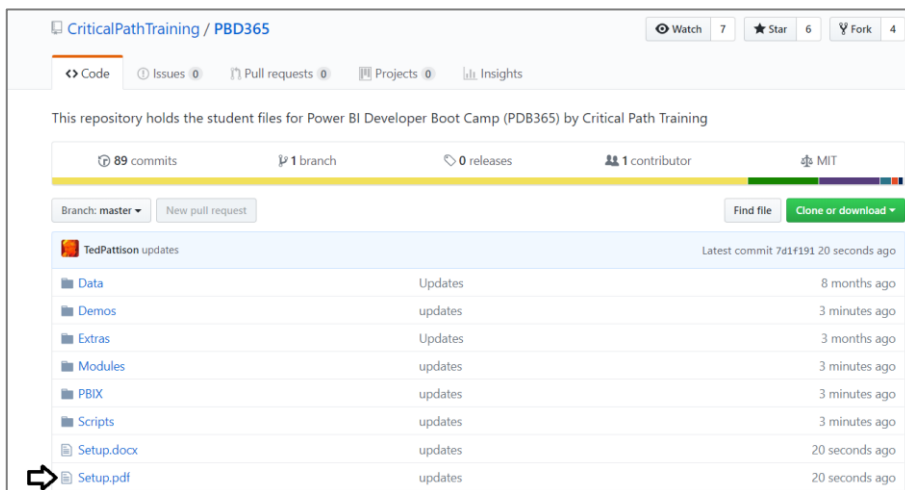 CriticalPathTraining / PBD365
Watch 7 Star 6 Fork 4
Code Issues 0 Pull requests 0 Projects 0 Insights
This repository holds the student files for Power BI Developer Boot Camp (PDB365) by Critical Path Training
89 commits 1 branch 0 releases 1 contributor MIT
Branch: master New pull request Find file Clone or download
TedPattison updates Latest commit 7d1f191 20 seconds ago
Data Updates 8 months ago
Demos updates 3 minutes ago
Extras Updates 3 months ago
Modules updates 3 minutes ago
PBIX updates 3 minutes ago
Scripts updates 3 minutes ago
Setup.docx updates 20 seconds ago
Setup.pdf updates 20 seconds ago